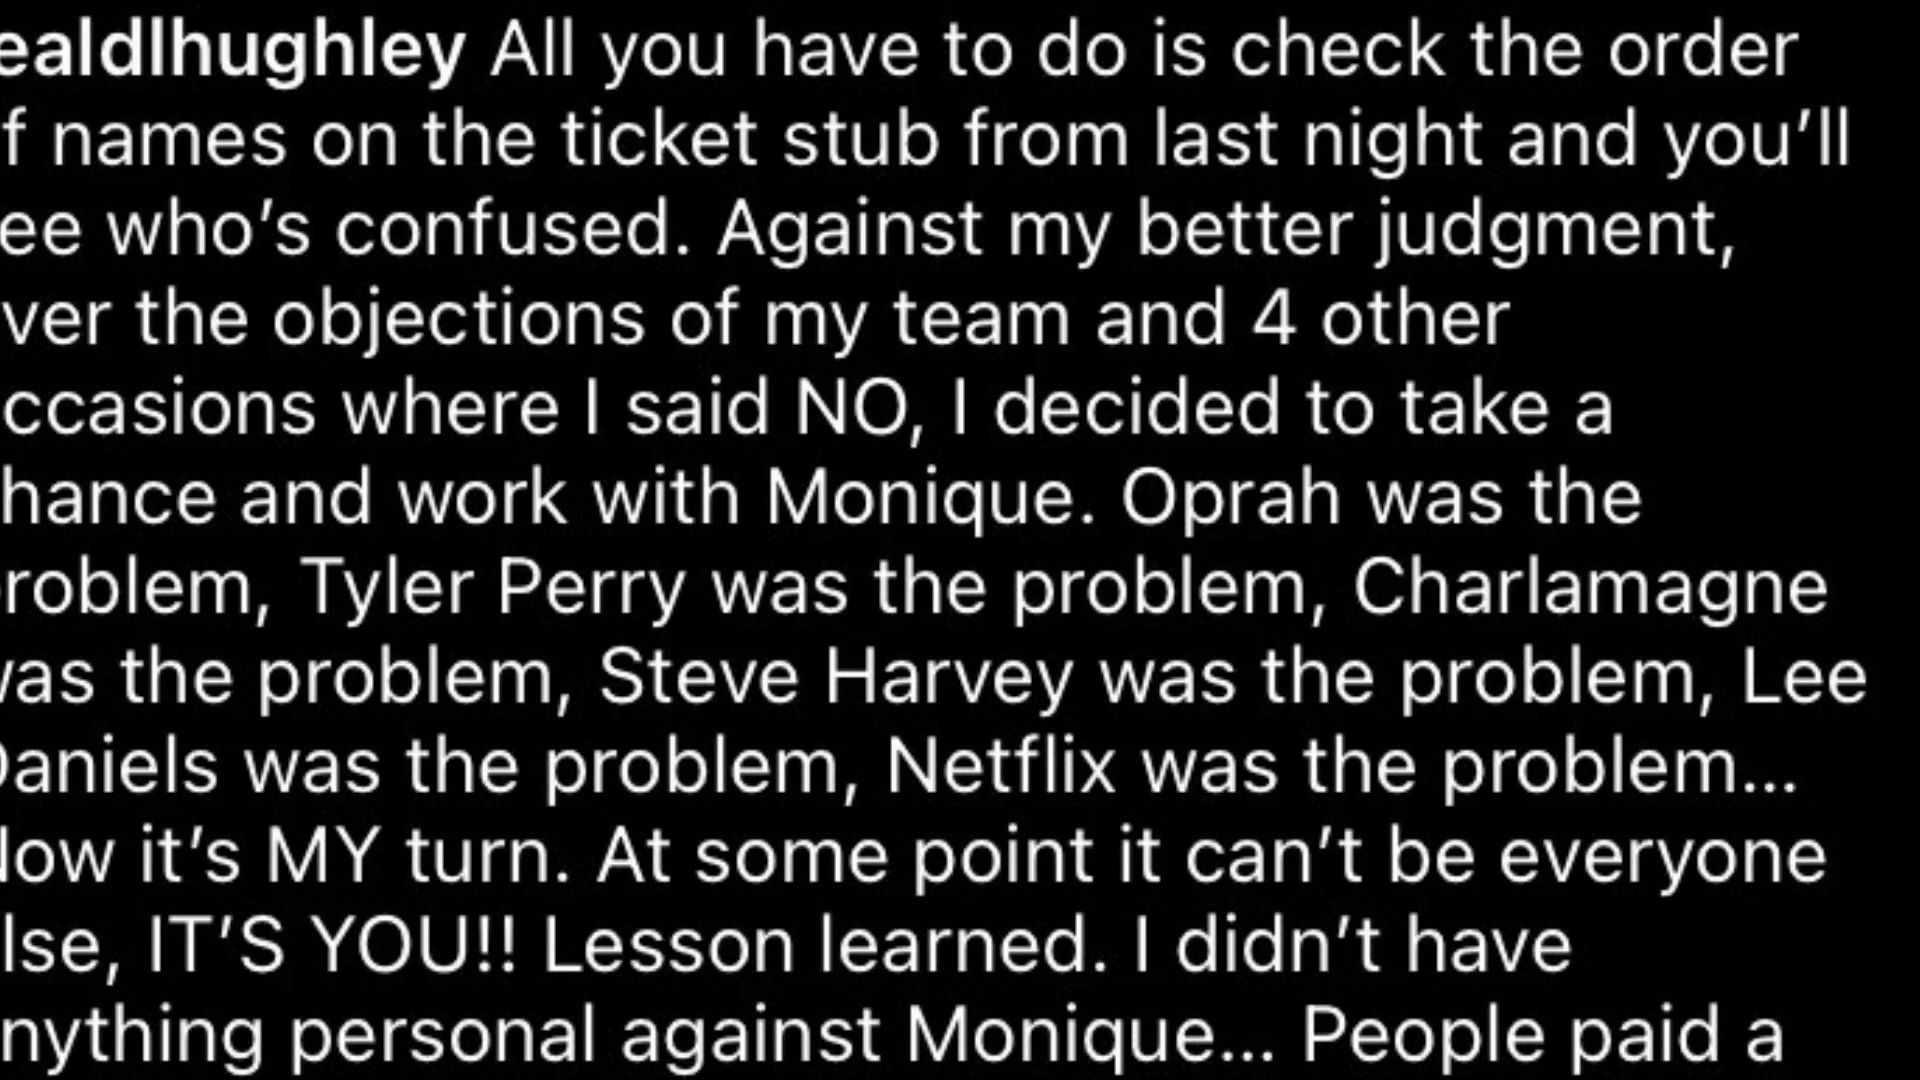 ealdlhughley All you have to do is check the order
f names on the ticket stub from last night and you’ll
ee who’s confused. Against my better judgment,
ver the objections of my team and 4 other
ccasions where I said NO, I decided to take a
hance and work with Monique. Oprah was the
roblem, Tyler Perry was the problem, Charlamagne
was the problem, Steve Harvey was the problem, Lee
Daniels was the problem, Netflix was the problem...
Now it’s MY turn. At some point it can’t be everyone
lse, IT’S YOU!! Lesson learned. I didn’t have
nything personal against Monique... People paid a